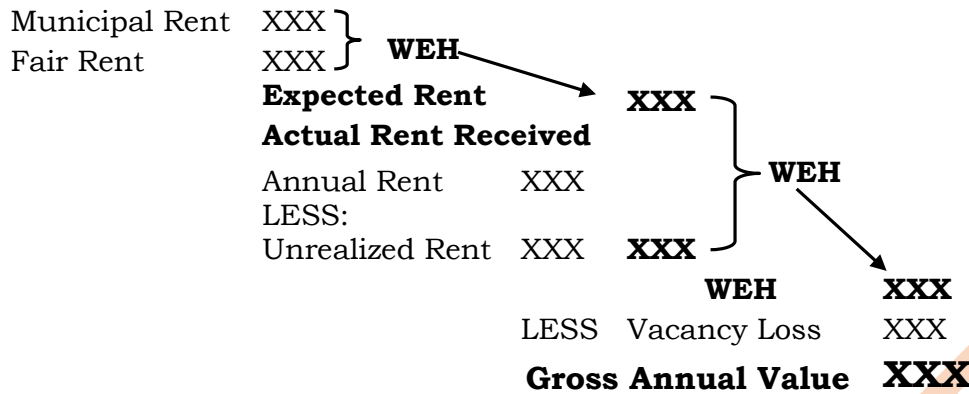 Municipal Rent XXX
Fair Rent XXX WEH
Expected Rent XXX
Actual Rent Received
Annual Rent XXX WEH
LESS:
Unrealized Rent XXX XXX
WEH XXX
LESS Vacancy Loss XXX
Gross Annual Value XXX